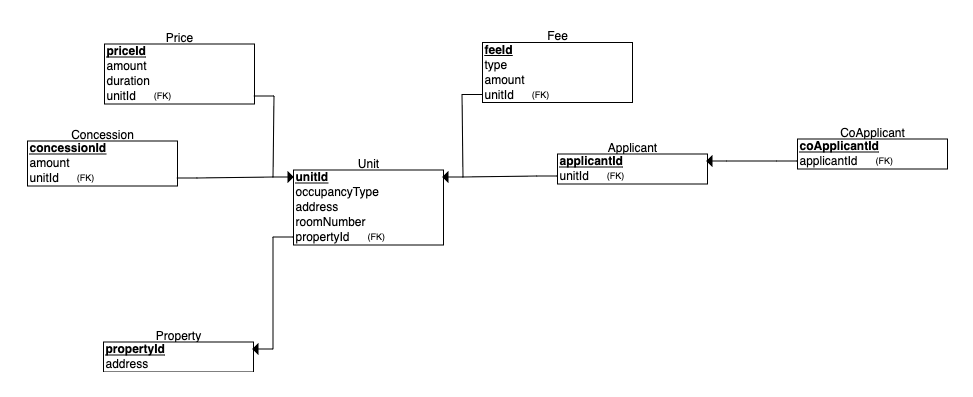 Price
priceId
amount
duration
unitId (FK)
Fee
feeId
type
amount
unitId (FK)
Concession
concessionId
amount
unitId (FK)
Unit
unitId
occupancyType
address
roomNumber
propertyId (FK)
Applicant
applicantId
unitId (FK)
CoApplicant
coApplicantId
applicantId (FK)
Property
propertyId
address